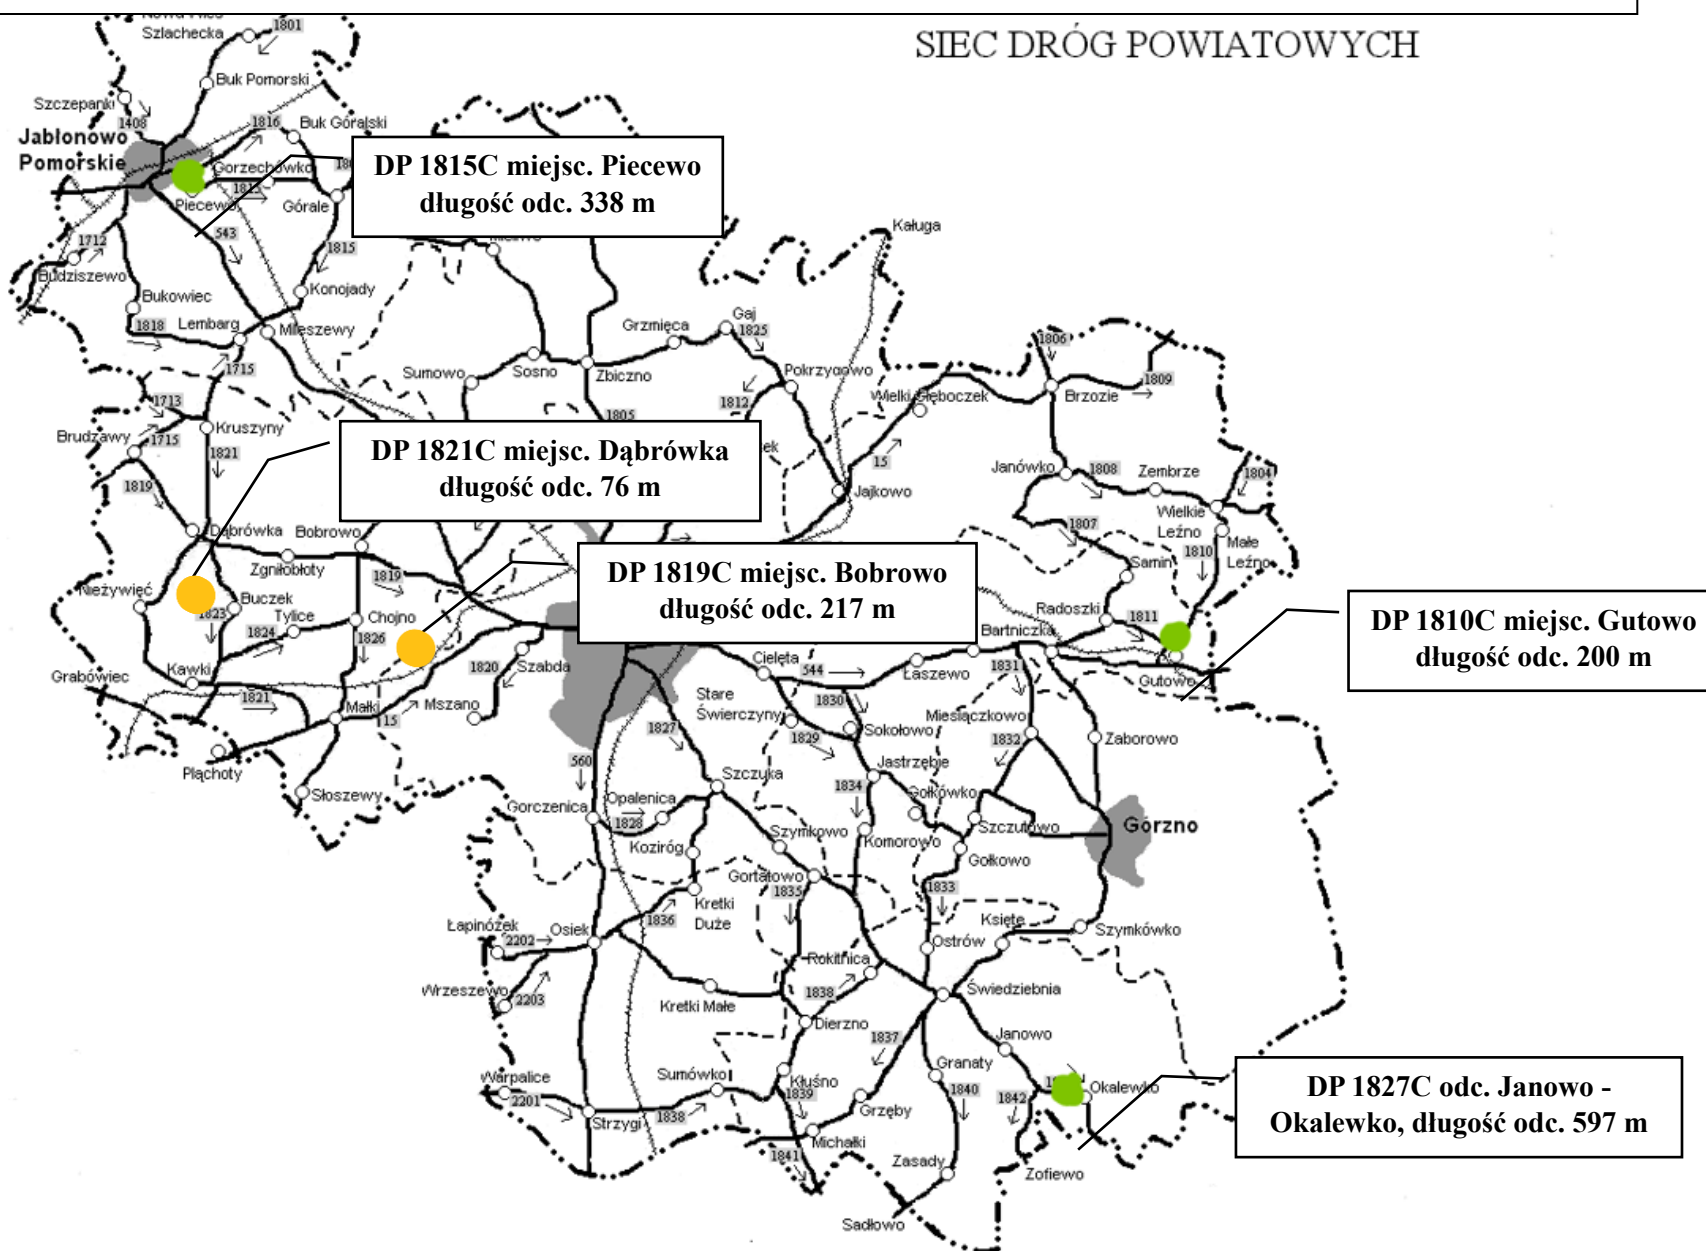 SIEC DRÓG POWIATOWYCH
Szlachecka
1801
Buk Pomorski
Szczepanki
1408
1816
Buk Góralski
Jabłonowo
Pomorskie
Gorzechówko
Piecewo
Górale
DP 1815C miejsc. Piecewo
długość odc. 338 m
543
1815
1712
Budziszewo
Konojady
Bukowiec
1818
Lembarg
Mileszewy
1715
Kaługa
Grzmięca
Gaj
1825
Sumowo
Sosno
Zbiczno
Pokrzydowo
1812
1805
Wielki Głęboczek
1806
1809
Brzozie
1713
1715
Brudzawy
Kruszyny
1821
1819
DP 1821C miejsc. Dąbrówka
długość odc. 76 m
15
Jajkowo
Janówko
1808
Zembrze
1804
Wielkie
Leźno
1807
Małe
Leźno
1810
Samin
Dąbrówka
Bobrowo
Zgniłobłoty
1819
Nieżywięć
Buczek
1823
Tylice
1824
Chojno
1826
DP 1819C miejsc. Bobrowo
długość odc. 217 m
Radoszki
1811
Bartniczka
DP 1810C miejsc. Gutowo
długość odc. 200 m
Gutowo
Grabówiec
Kawki
1821
Małki
15
Mszano
1820
Szabda
Cielęta
544
Łaszewo
1831
Stare
Świerczyny
1830
1829
Sokołowo
Miesiączkowo
1832
Zaborowo
Płąchoty
Słoszewy
1827
560
Szczuka
Jastrzębie
1834
Gołkówko
Gorczenica
Opalenica
1828
Szymkowo
Komorowo
Szczutowo
Gołkowo
Górzno
Koziróg
Gortatowo
1835
1833
Kretki
Duże
1836
Łapinóżek
2202
Osiek
Księte
Szymkówko
Ostrów
Rokitnica
1838
Świedziebnia
Wrzeszewo
2203
Kretki Małe
Dierzno
1837
Janowo
Granaty
1840
Warpalice
2201
Sumówko
1838
Kłuśno
1839
Grzęby
1842
Okalewko
DP 1827C odc. Janowo -
Okalewko, długość odc. 597 m
Strzygi
Michałki
1841
Zasady
Zofiewo
Sadłowo